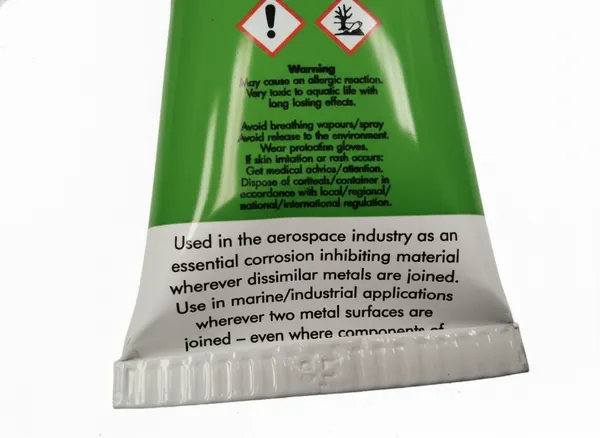 Warning
May cause an allergic reaction.
Very toxic to aquatic life with
long lasting effects.
Avoid breathing vapours/spray
Avoid release to the environment.
Wear protection gloves.
If skin irritation or rash occurs:
Get medical advice/attention.
Dispose of contents/container in
accordance with local/regional/
national/international regulation.
Used in the aerospace industry as an
essential corrosion inhibiting material
wherever dissimilar metals are joined.
Use in marine/industrial applications
wherever two metal surfaces are
joined – even where components of